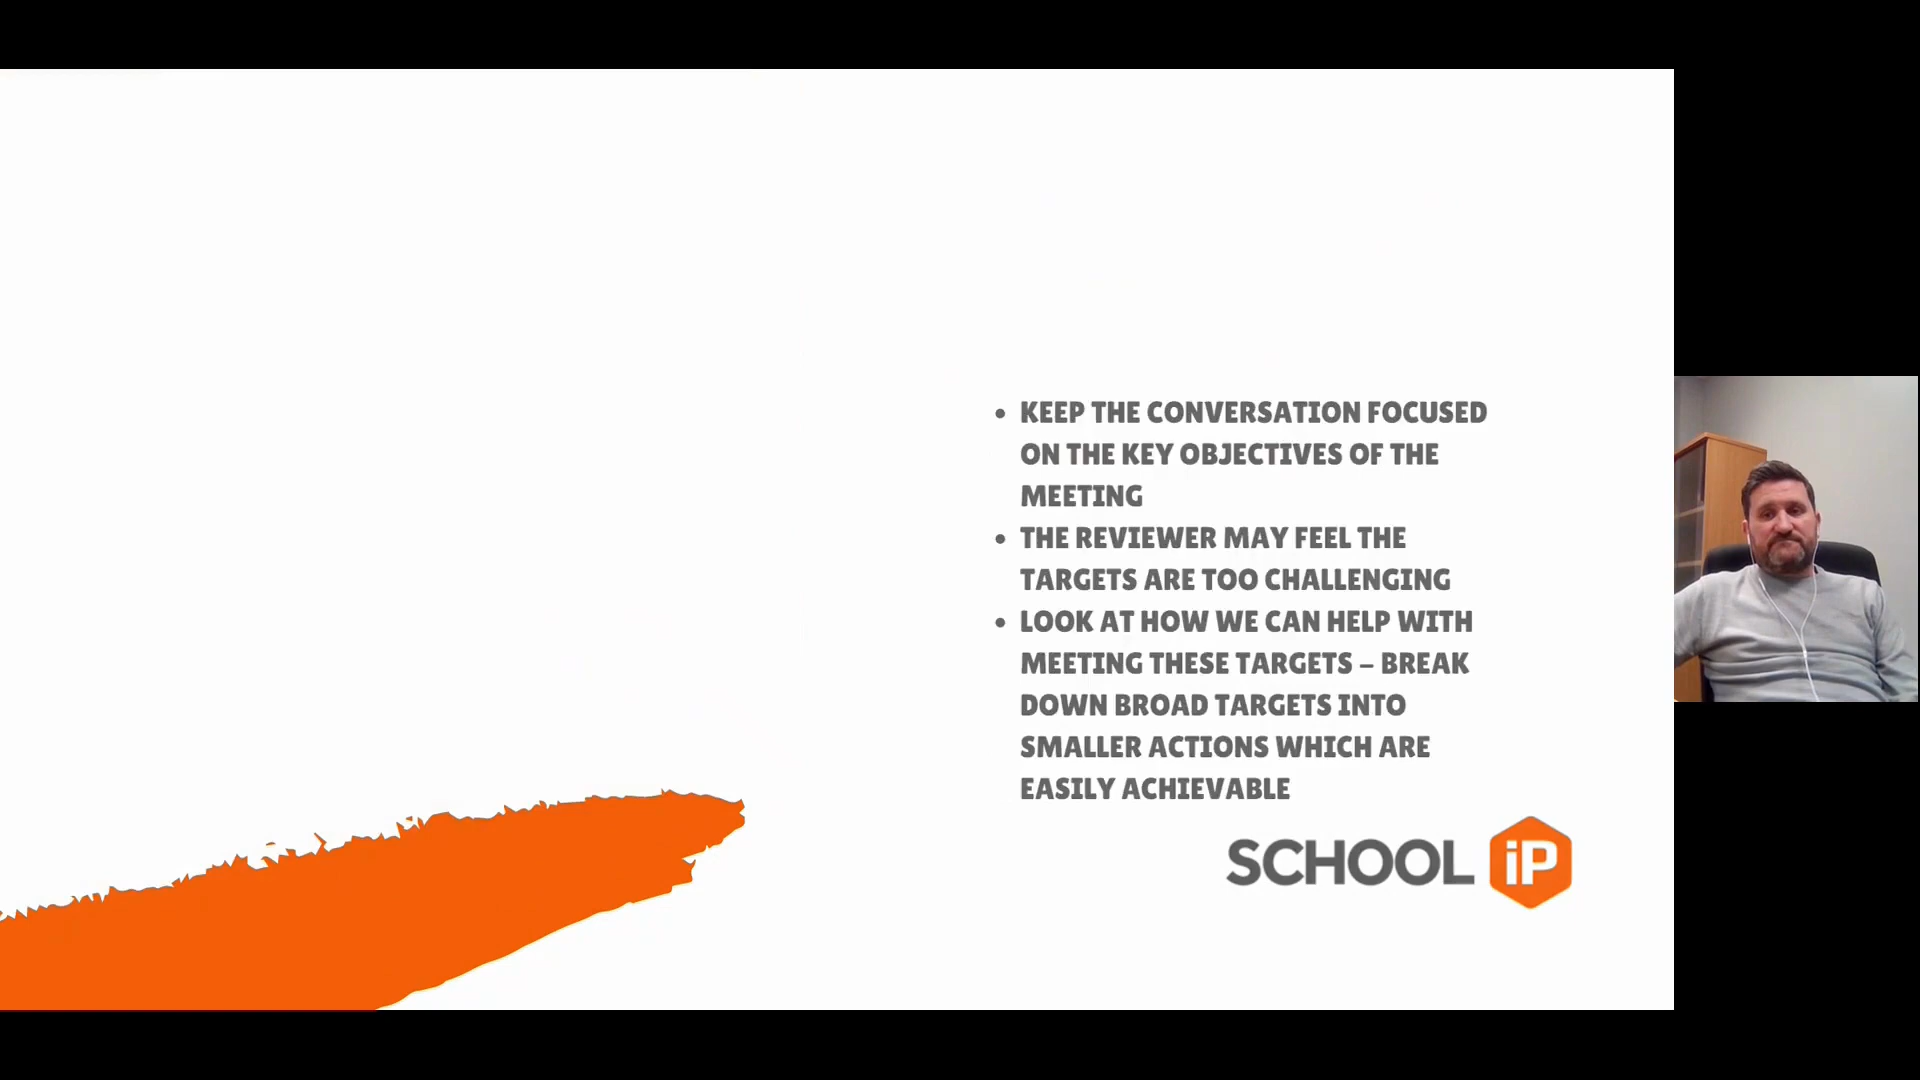 • KEEP THE CONVERSATION FOCUSED
ON THE KEY OBJECTIVES OF THE
MEETING
• THE REVIEWER MAY FEEL THE
TARGETS ARE TOO CHALLENGING
• LOOK AT HOW WE CAN HELP WITH
MEETING THESE TARGETS – BREAK
DOWN BROAD TARGETS INTO
SMALLER ACTIONS WHICH ARE
EASILY ACHIEVABLE
SCHOOL iP